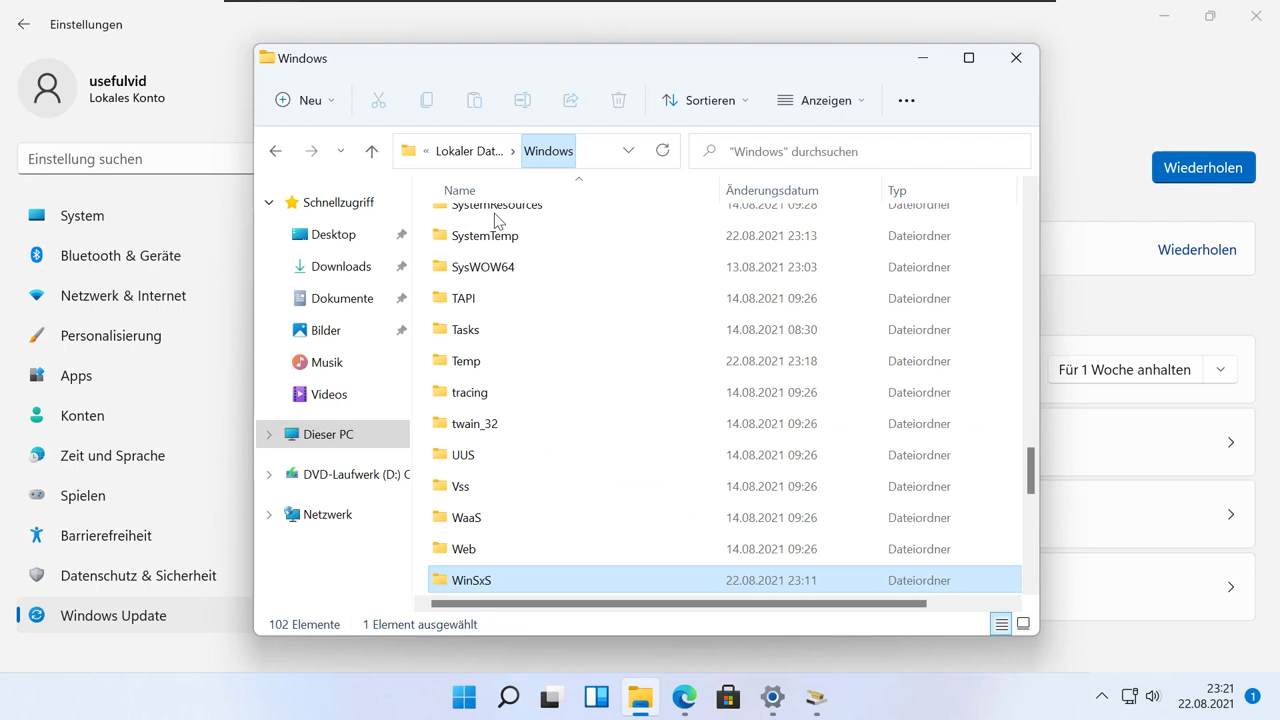 Einstellungen
usefulvid
Lokales Konto
Einstellung suchen
System
Bluetooth & Geräte
Netzwerk & Internet
Personalisierung
Apps
Konten
Zeit und Sprache
Spielen
Barrierefreiheit
Datenschutz & Sicherheit
Windows Update
Windows
Neu
Sortieren
Anzeigen
« Lokaler Dat... > Windows
"Windows" durchsuchen
Schnellzugriff
Desktop
Downloads
Dokumente
Bilder
Musik
Videos
Dieser PC
DVD-Laufwerk (D:) C
Netzwerk
Name Änderungsdatum Typ
SystemResources 14.08.2021 09:28 Dateiordner
SystemTemp 22.08.2021 23:13 Dateiordner
SysWOW64 13.08.2021 23:03 Dateiordner
TAPI 14.08.2021 09:26 Dateiordner
Tasks 14.08.2021 08:30 Dateiordner
Temp 22.08.2021 23:18 Dateiordner
tracing 14.08.2021 09:26 Dateiordner
twain_32 14.08.2021 09:26 Dateiordner
UUS 14.08.2021 09:26 Dateiordner
Vss 14.08.2021 09:26 Dateiordner
WaaS 14.08.2021 09:26 Dateiordner
Web 14.08.2021 09:26 Dateiordner
WinSxS 22.08.2021 23:11 Dateiordner
102 Elemente 1 Element ausgewählt
Wiederholen
Wiederholen
Für 1 Woche anhalten
23:21
22.08.2021
1